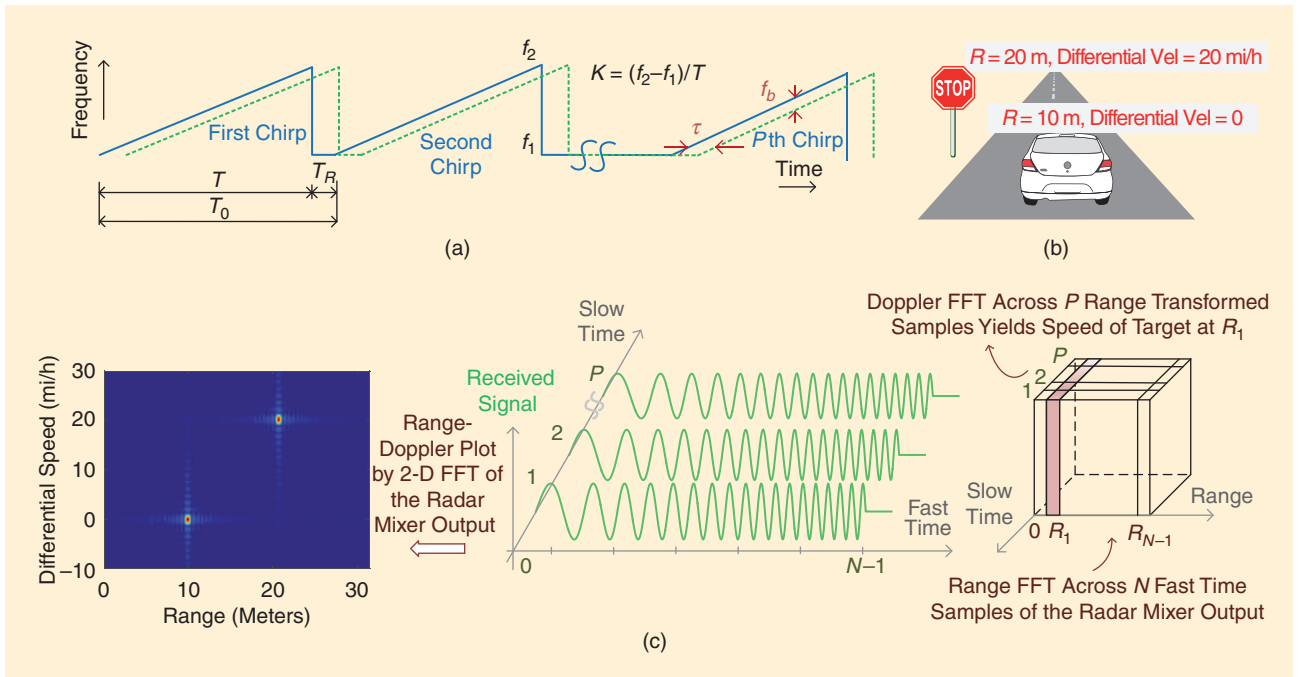 Frequency
First Chirp
Second
Chirp
f₂
f₁
K = (f₂–f₁)/T
f_b
τ
Pth Chirp
Time
T
T_R
T₀
(a)
R = 20 m, Differential Vel = 20 mi/h
STOP
R = 10 m, Differential Vel = 0
(b)
Differential Speed (mi/h)
30
20
10
0
–10
0
10
20
30
Range (Meters)
Range-
Doppler Plot
by 2-D FFT of
the Radar
Mixer Output
Slow
Time
Received
Signal
P
2
1
0
N–1
Fast
Time
Doppler FFT Across P Range Transformed
Samples Yields Speed of Target at R₁
P
2
1
Slow
Time
0
R₁
R_{N–1}
Range
Range FFT Across N Fast Time
Samples of the Radar Mixer Output
(c)